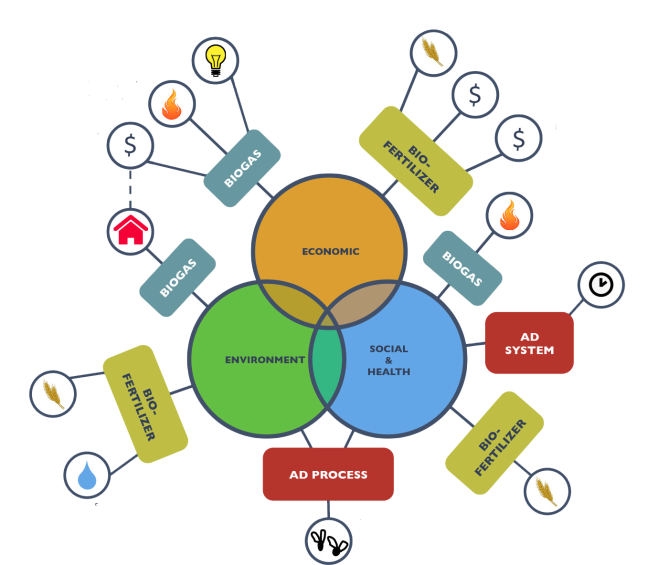 $
$
$
BIOGAS
BIO-
FERTILIZER
ECONOMIC
BIOGAS
BIOGAS
AD
SYSTEM
ENVIRONMENT
SOCIAL
&
HEALTH
BIO-
FERTILIZER
BIO-
FERTILIZER
AD PROCESS